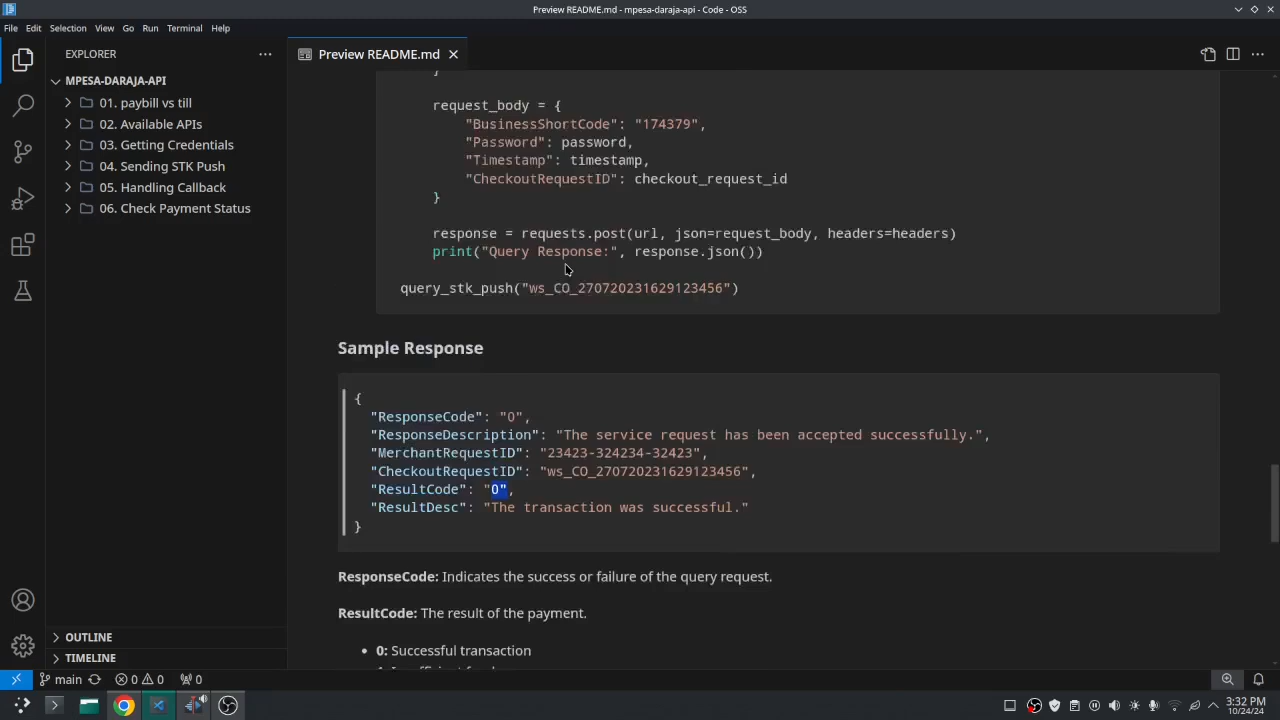 Preview README.md - mpesa-daraja-api - Code - OSS
File Edit Selection View Go Run Terminal Help
EXPLORER
Preview README.md
MPESA-DARAJA-API
01. paybill vs till
02. Available APIs
03. Getting Credentials
04. Sending STK Push
05. Handling Callback
06. Check Payment Status
OUTLINE
TIMELINE
}
request_body = {
"BusinessShortCode": "174379",
"Password": password,
"Timestamp": timestamp,
"CheckoutRequestID": checkout_request_id
}
response = requests.post(url, json=request_body, headers=headers)
print("Query Response:", response.json())
query_stk_push("ws_CO_270720231629123456")
Sample Response
{
"ResponseCode": "0",
"ResponseDescription": "The service request has been accepted successfully.",
"MerchantRequestID": "23423-324234-32423",
"CheckoutRequestID": "ws_CO_270720231629123456",
"ResultCode": "0",
"ResultDesc": "The transaction was successful."
}
ResponseCode: Indicates the success or failure of the query request.
ResultCode: The result of the payment.
• 0: Successful transaction
main 0 0 0
3:32 PM
10/24/24